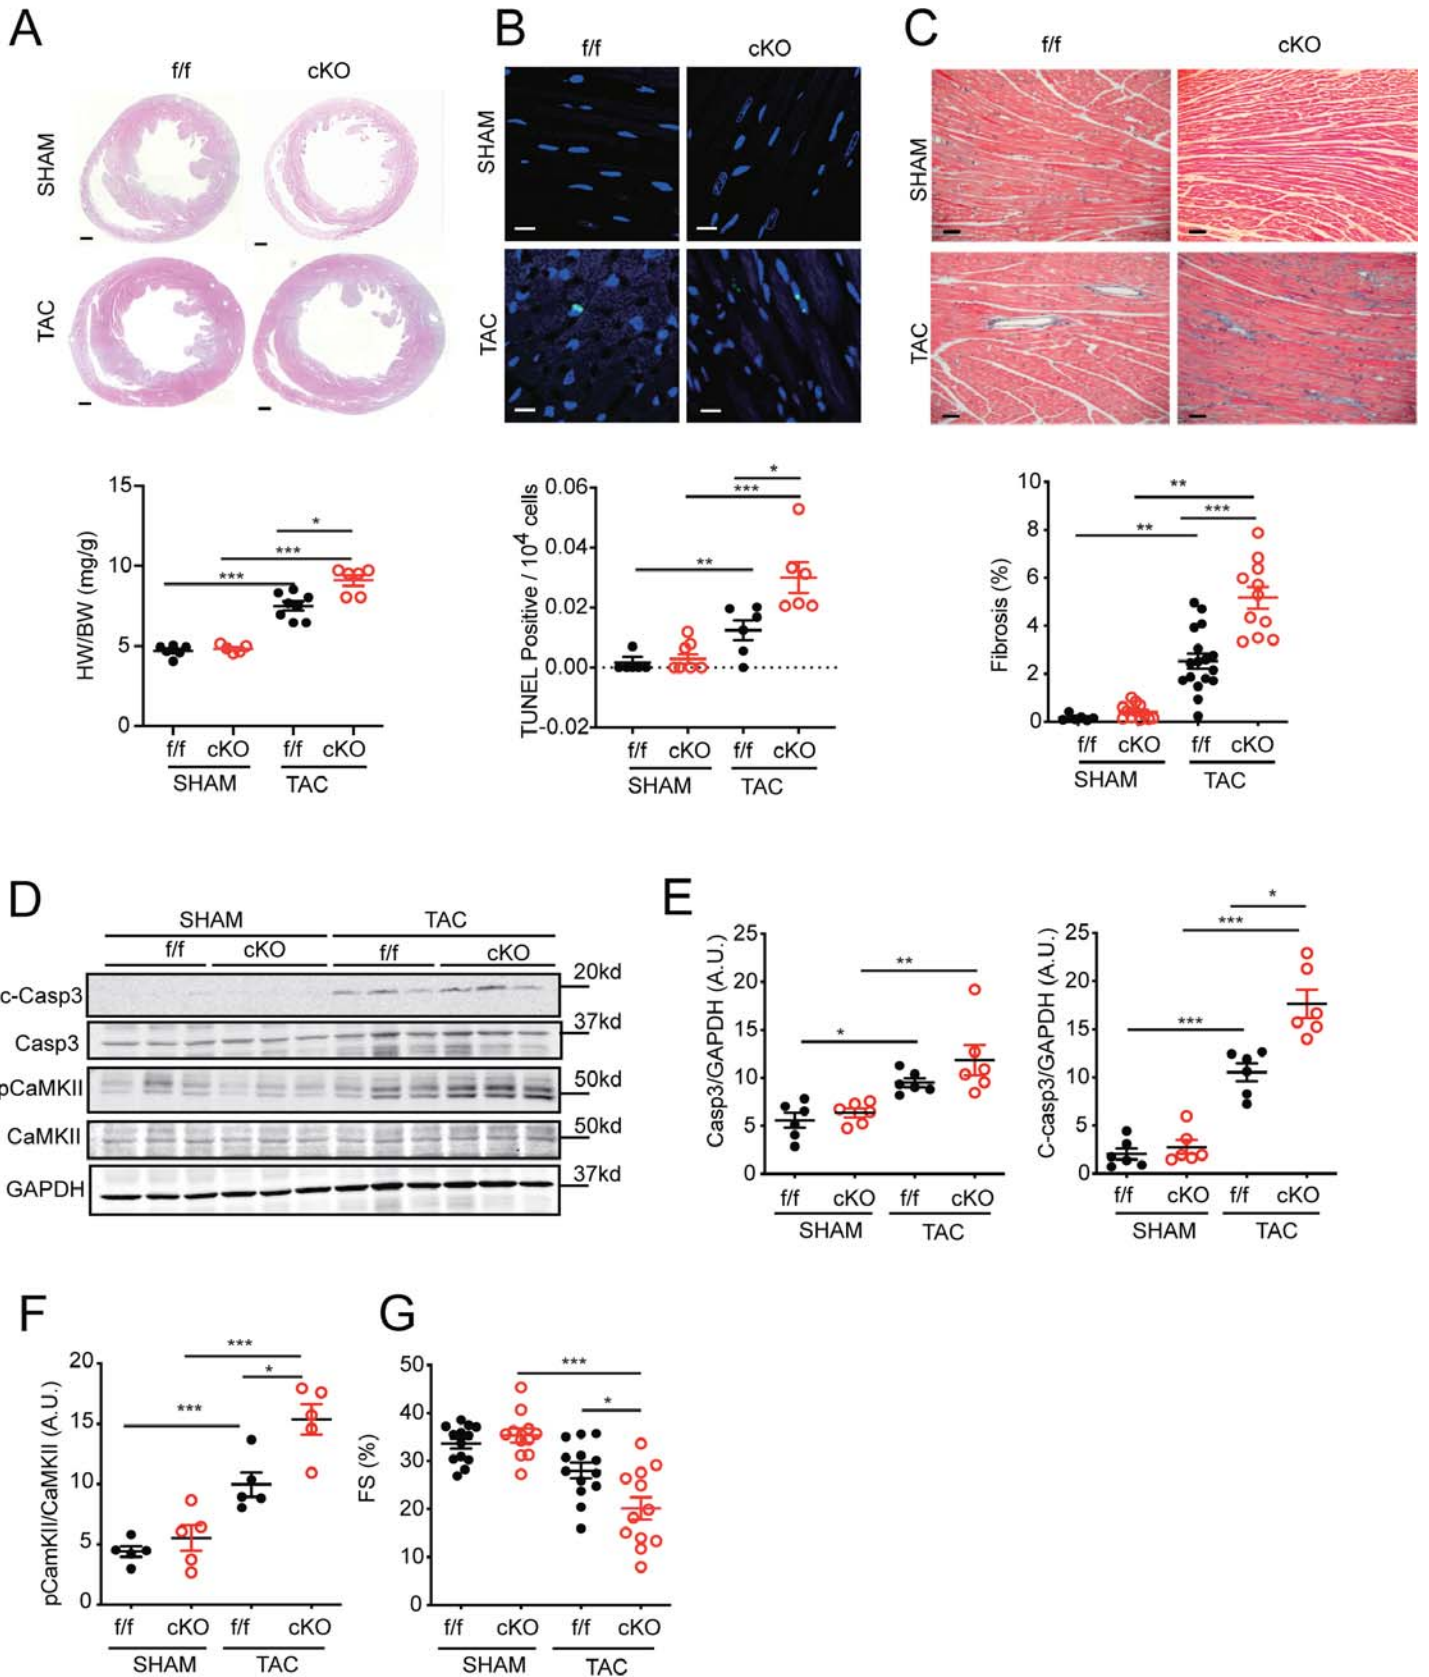 A
f/f
cKO
SHAM
TAC
HW/BW (mg/g)
15
10
5
0
*
***
***
f/f
cKO
f/f
cKO
SHAM
TAC
B
f/f
cKO
SHAM
TAC
TUNEL Positive / 10⁴ cells
0.06
0.04
0.02
0.00
-0.02
*
***
**
f/f
cKO
f/f
cKO
SHAM
TAC
C
f/f
cKO
SHAM
TAC
Fibrosis (%)
10
8
6
4
2
0
**
***
**
f/f
cKO
f/f
cKO
SHAM
TAC
D
SHAM
TAC
f/f
cKO
f/f
cKO
c-Casp3
20kd
Casp3
37kd
pCaMKII
50kd
CaMKII
50kd
GAPDH
37kd
E
Casp3/GAPDH (A.U.)
25
20
15
10
5
0
**
*
f/f
cKO
f/f
cKO
SHAM
TAC
C-casp3/GAPDH (A.U.)
25
20
15
10
5
0
*
***
***
f/f
cKO
f/f
cKO
SHAM
TAC
F
pCamKII/CaMKII (A.U.)
20
15
10
5
0
***
*
***
f/f
cKO
f/f
cKO
SHAM
TAC
G
FS (%)
50
40
30
20
10
0
***
*
f/f
cKO
f/f
cKO
SHAM
TAC